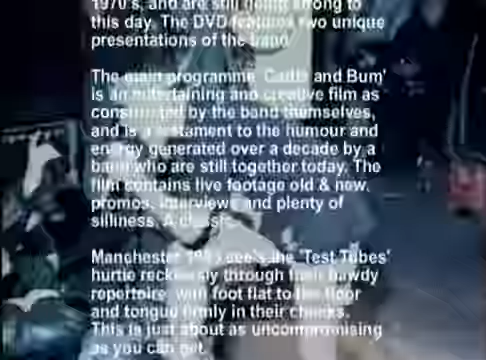 1970's, and are still going strong to
this day. The DVD features two unique
presentations of the band.
The main programme 'Cattle and Bum'
is an entertaining and creative film as
constructed by the band themselves,
and is a testament to the humour and
energy generated over a decade by a
band who are still together today. The
film contains live footage old & new,
promos, interviews and plenty of
silliness. A classic.
Manchester see's the 'Test Tubes'
hurtle recklessly through their bawdy
repertoire with foot flat to the floor
and tongue firmly in their cheeks.
This is just about as uncompromising
as you can get.